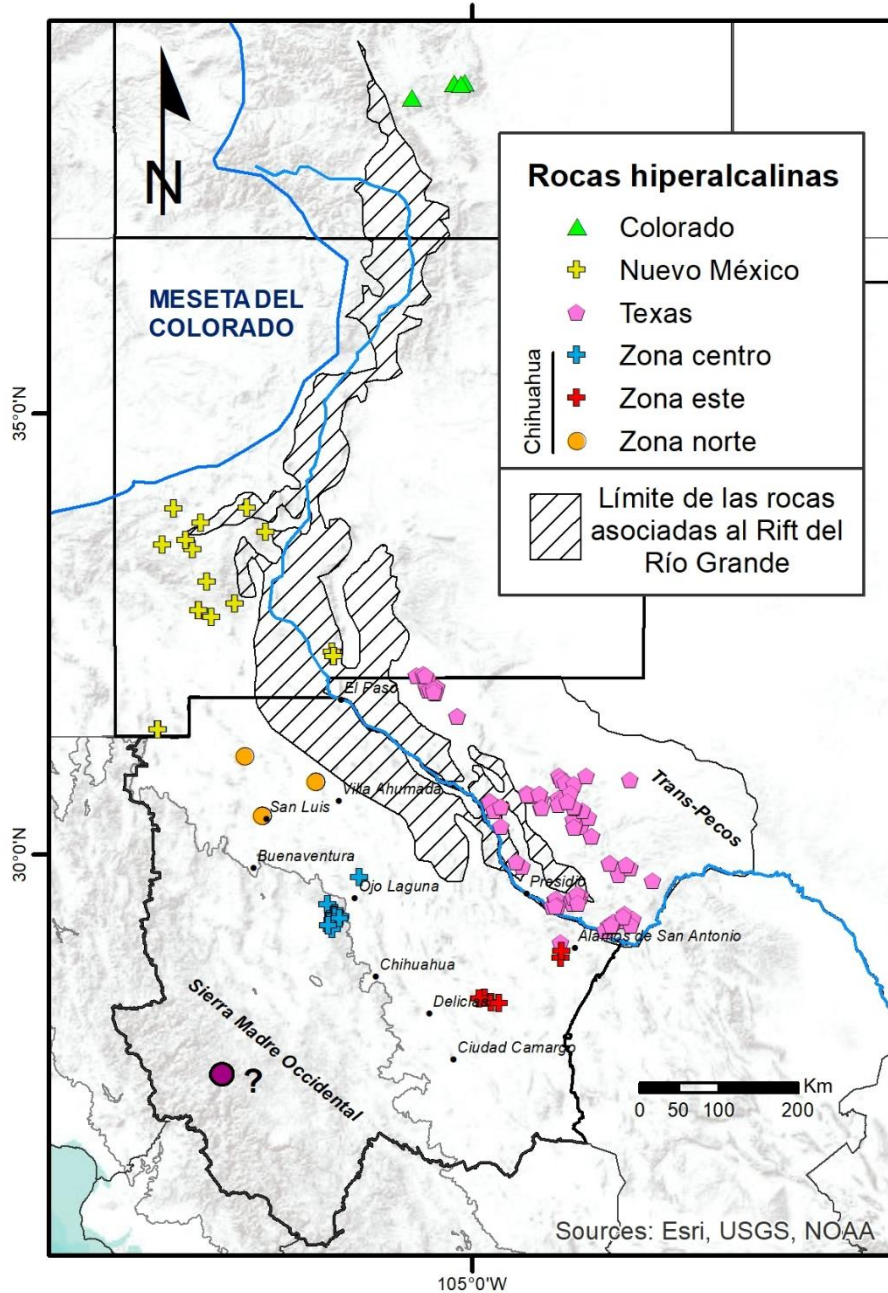 N
MESETA DEL
COLORADO
Rocas hiperalcalinas
Colorado
Nuevo México
Texas
Zona centro
Zona este
Zona norte
Chihuahua
Límite de las rocas
asociadas al Rift del
Río Grande
35°0'N
El Paso
Villa Ahumada
San Luis
Trans-Pecos
30°0'N
Buenaventura
Ojo Laguna
Presidio
Alamos de San Antonio
Chihuahua
Delicias
Sierra Madre Occidental
Ciudad Camargo
?
Km
0 50 100 200
Sources: Esri, USGS, NOAA
105°0'W